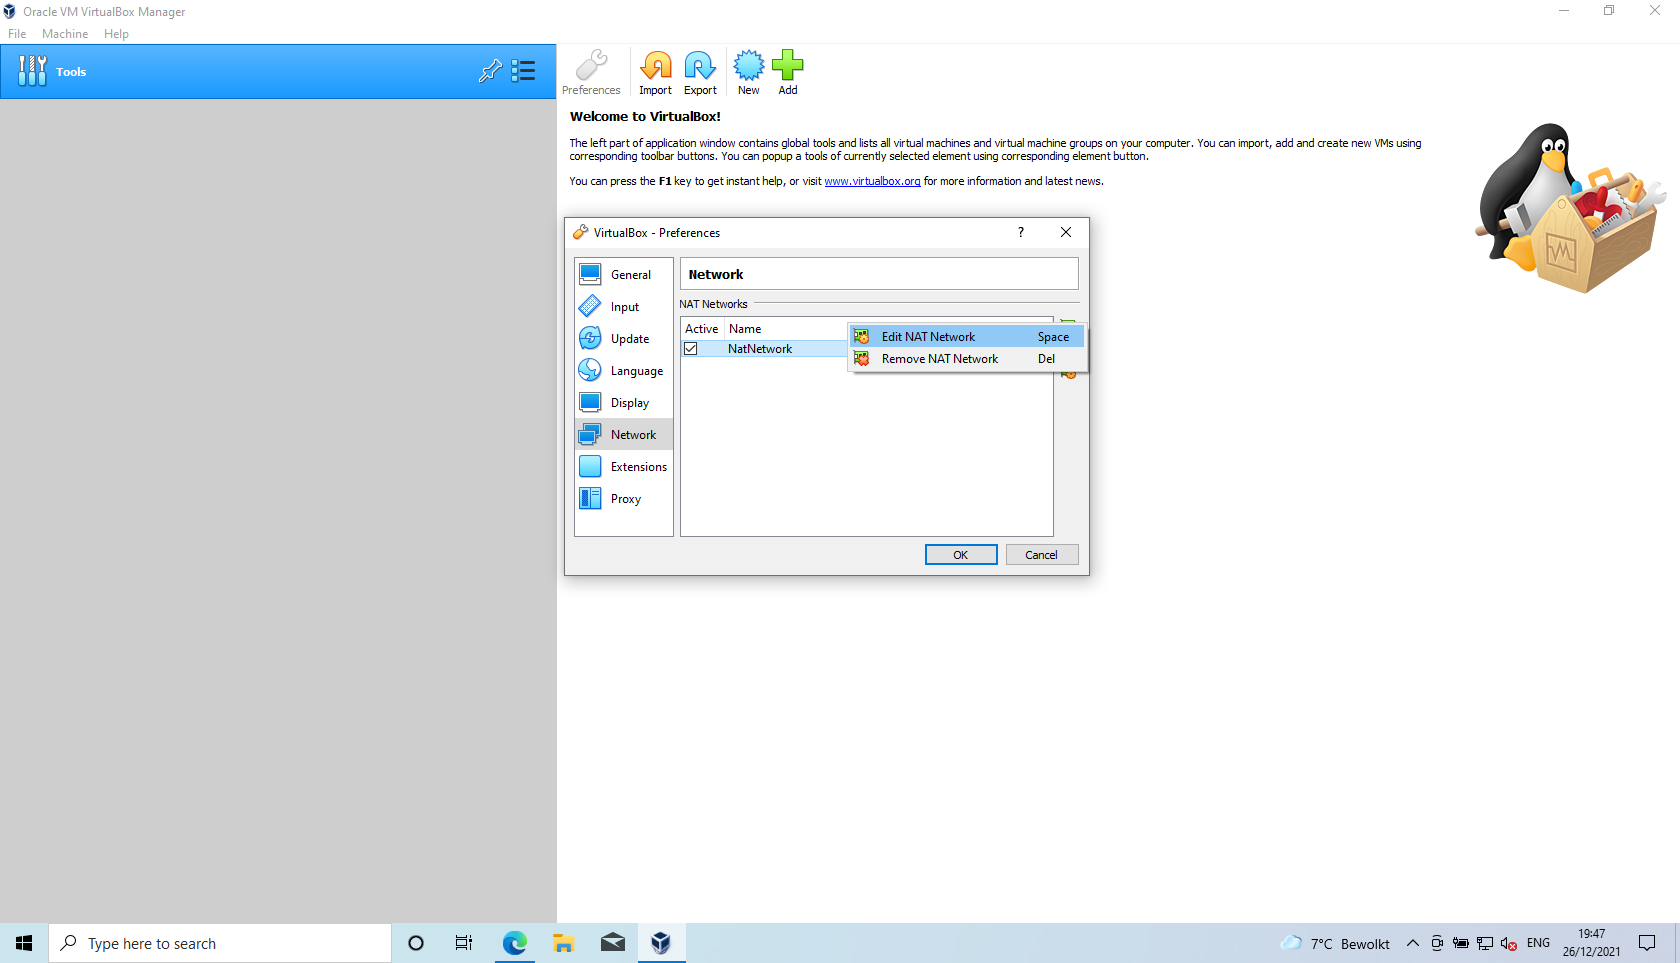 Oracle VM VirtualBox Manager
File Machine Help
Tools
Preferences Import Export New Add
Welcome to VirtualBox!
The left part of application window contains global tools and lists all virtual machines and virtual machine groups on your computer. You can import, add and create new VMs using
corresponding toolbar buttons. You can popup a tools of currently selected element using corresponding element button.
You can press the F1 key to get instant help, or visit www.virtualbox.org for more information and latest news.
VirtualBox - Preferences ?
General
Input
Update
Language
Display
Network
Extensions
Proxy
Network
NAT Networks
Active Name
NatNetwork
Edit NAT Network Space
Remove NAT Network Del
OK Cancel
Type here to search
7°C Bewolkt
ENG
19:47
26/12/2021